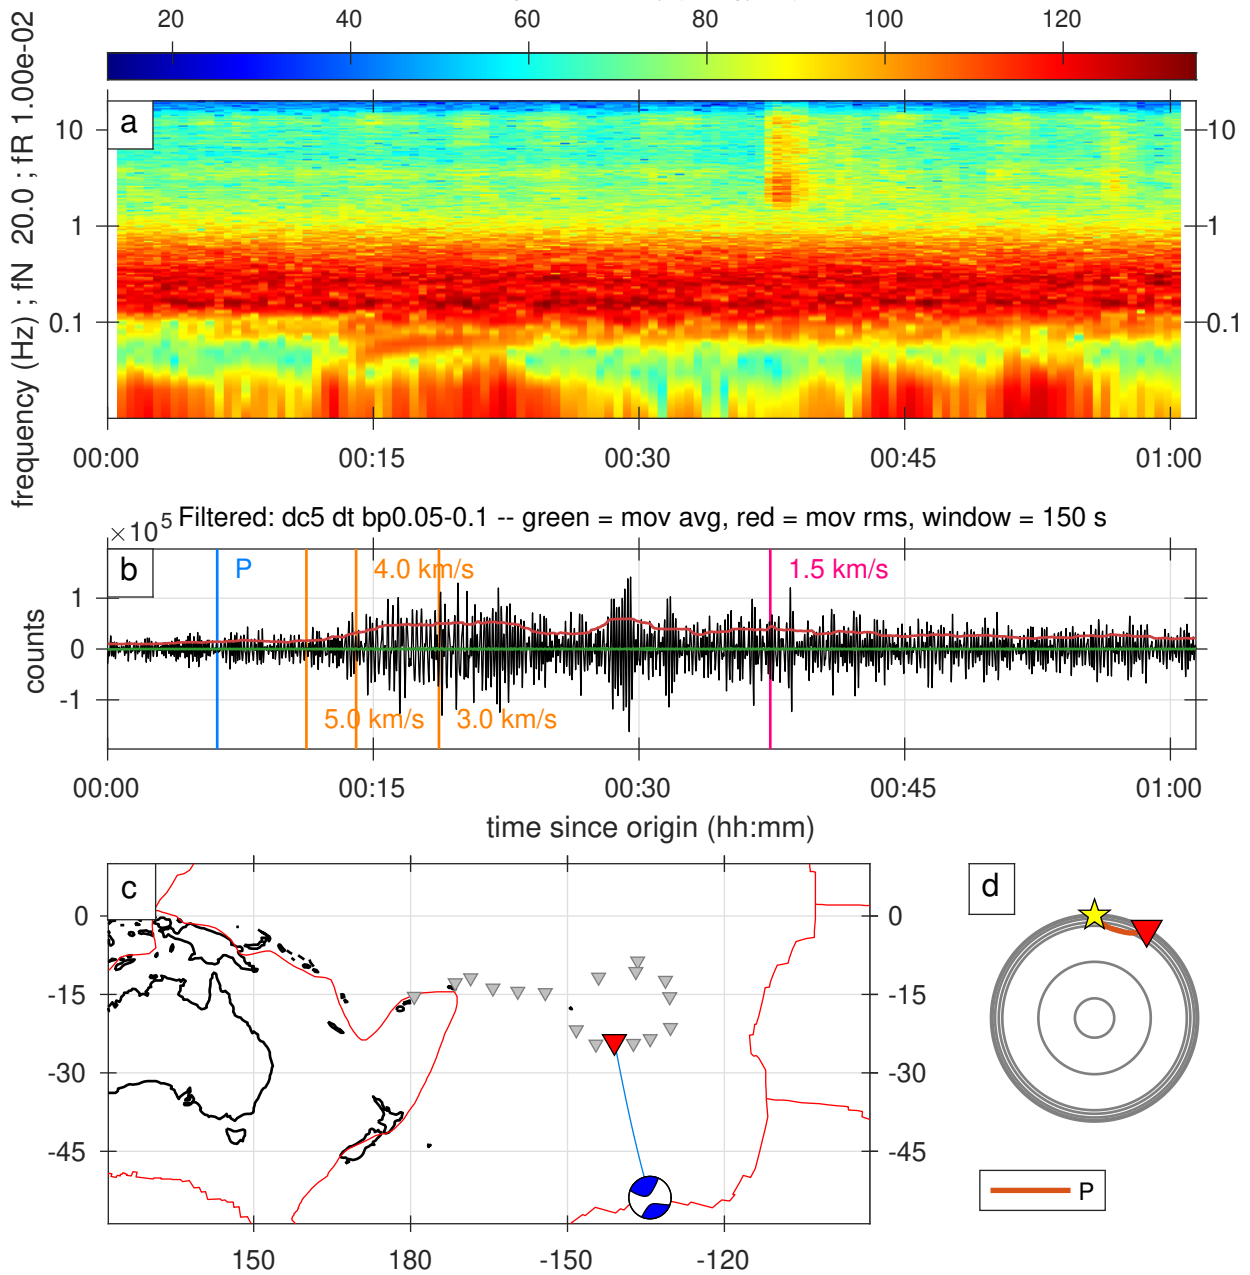 20 40 60 80 100 120
frequency (Hz) ; fN 20.0 ; fR 1.00e-02
a
10 10
1 1
0.1 0.1
00:00 00:15 00:30 00:45 01:00
×10^5 Filtered: dc5 dt bp0.05-0.1 -- green = mov avg, red = mov rms, window = 150 s
b
P 4.0 km/s 1.5 km/s
counts
1
0
-1
5.0 km/s 3.0 km/s
00:00 00:15 00:30 00:45 01:00
time since origin (hh:mm)
c
d
0 0
-15 -15
-30 -30
-45 -45
P
150 180 -150 -120